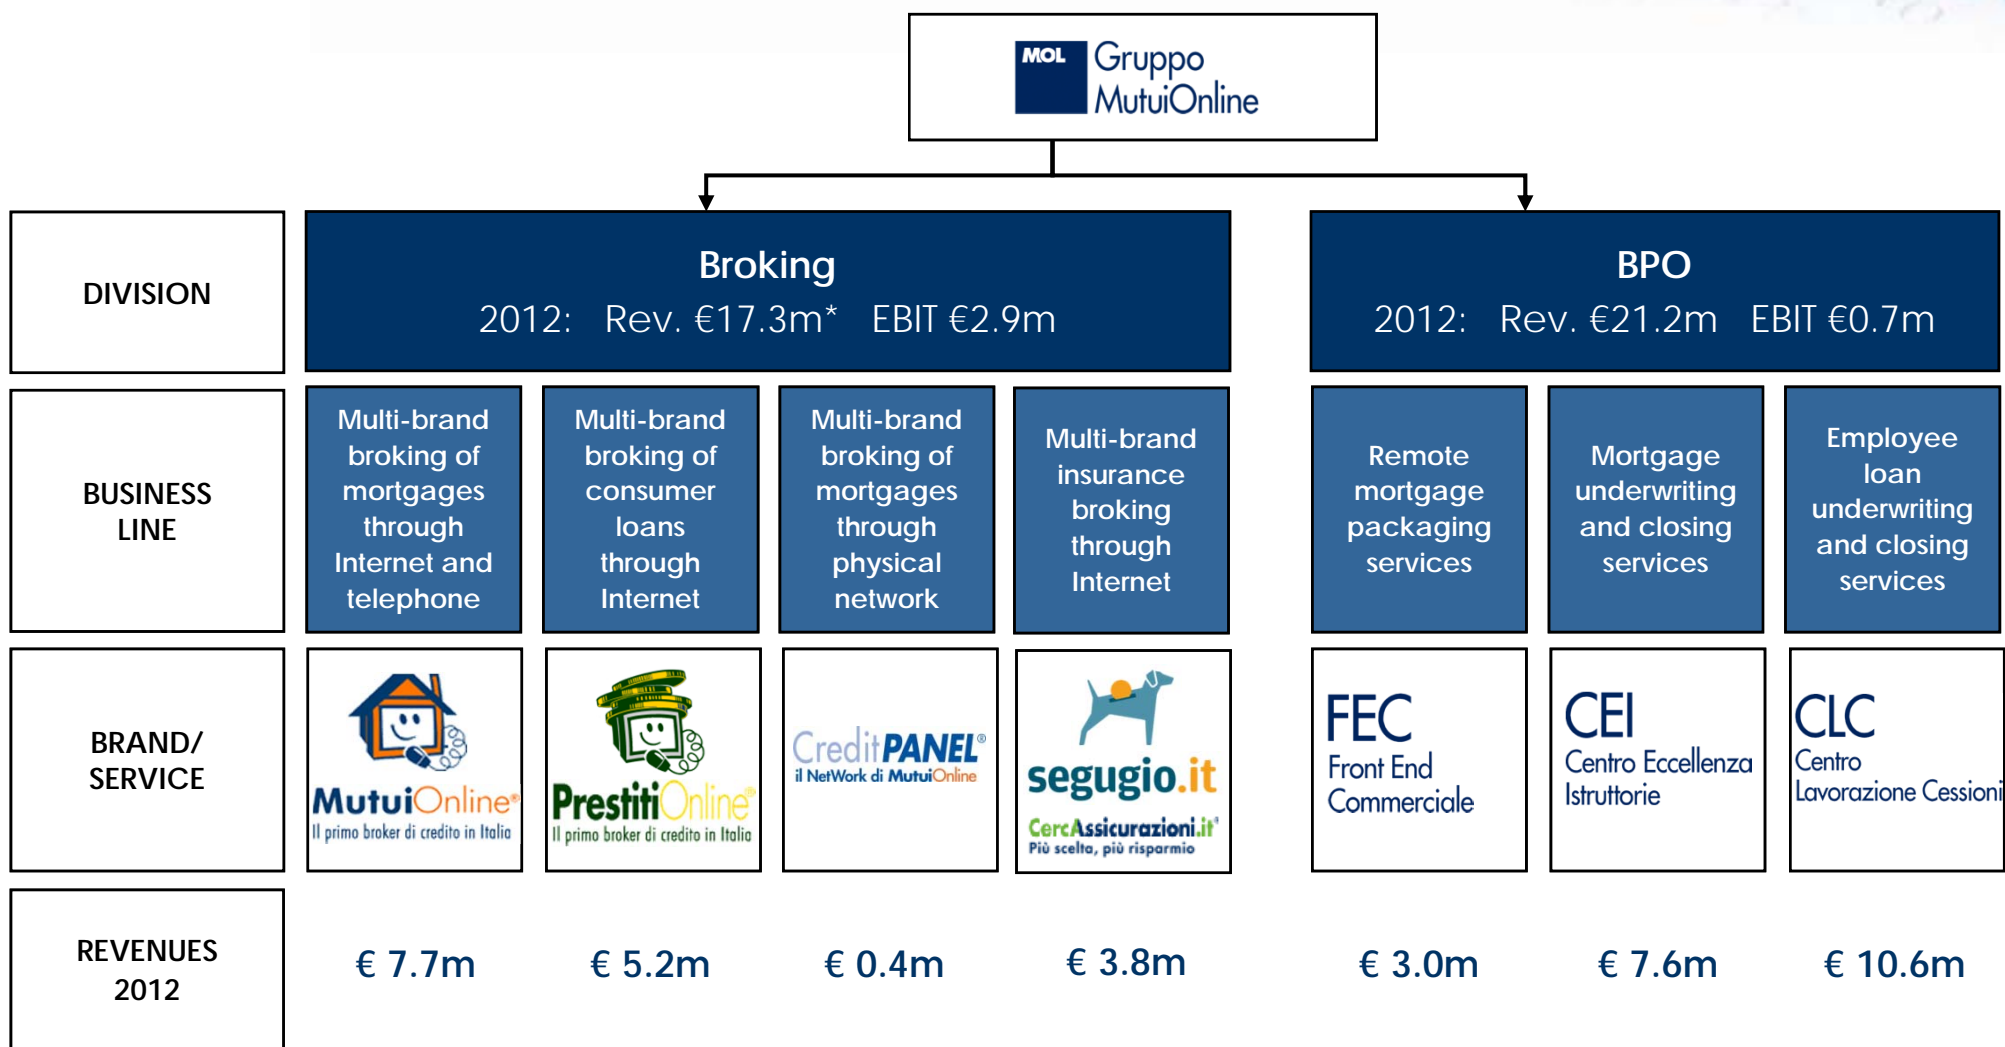 MOL Gruppo
MutuiOnline
DIVISION
Broking
2012: Rev. €17.3m* EBIT €2.9m
BPO
2012: Rev. €21.2m EBIT €0.7m
BUSINESS
LINE
Multi-brand
broking of
mortgages
through
Internet and
telephone
Multi-brand
broking of
consumer
loans
through
Internet
Multi-brand
broking of
mortgages
through
physical
network
Multi-brand
insurance
broking
through
Internet
Remote
mortgage
packaging
services
Mortgage
underwriting
and closing
services
Employee
loan
underwriting
and closing
services
BRAND/
SERVICE
MutuiOnline®
Il primo broker di credito in Italia
PrestitiOnline®
Il primo broker di credito in Italia
CreditPANEL®
il NetWork di MutuiOnline
segugio.it
CercAssicurazioni.it®
Più scelta, più risparmio
FEC
Front End
Commerciale
CEI
Centro Eccellenza
Istruttorie
CLC
Centro
Lavorazione Cessioni
REVENUES
2012
€ 7.7m
€ 5.2m
€ 0.4m
€ 3.8m
€ 3.0m
€ 7.6m
€ 10.6m